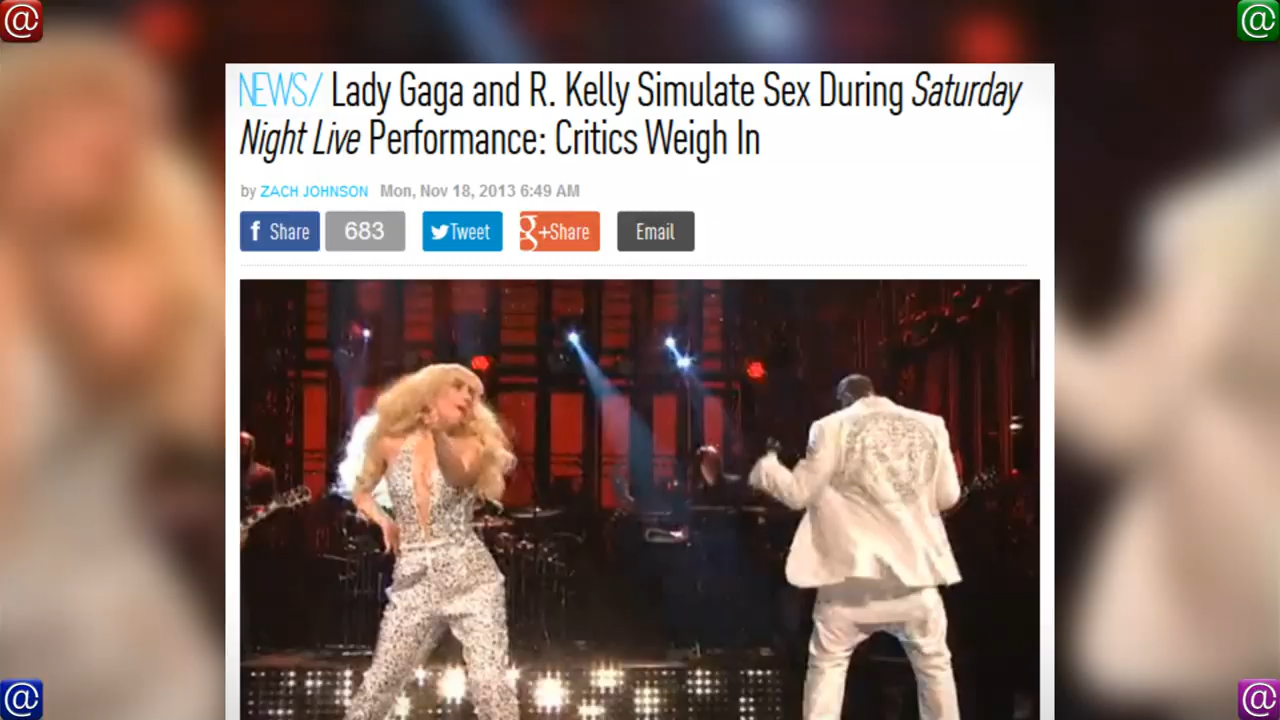 @ @
NEWS/ Lady Gaga and R. Kelly Simulate Sex During Saturday
Night Live Performance: Critics Weigh In
by ZACH JOHNSON Mon, Nov 18, 2013 6:49 AM
f Share 683 Tweet g+Share Email
@ @